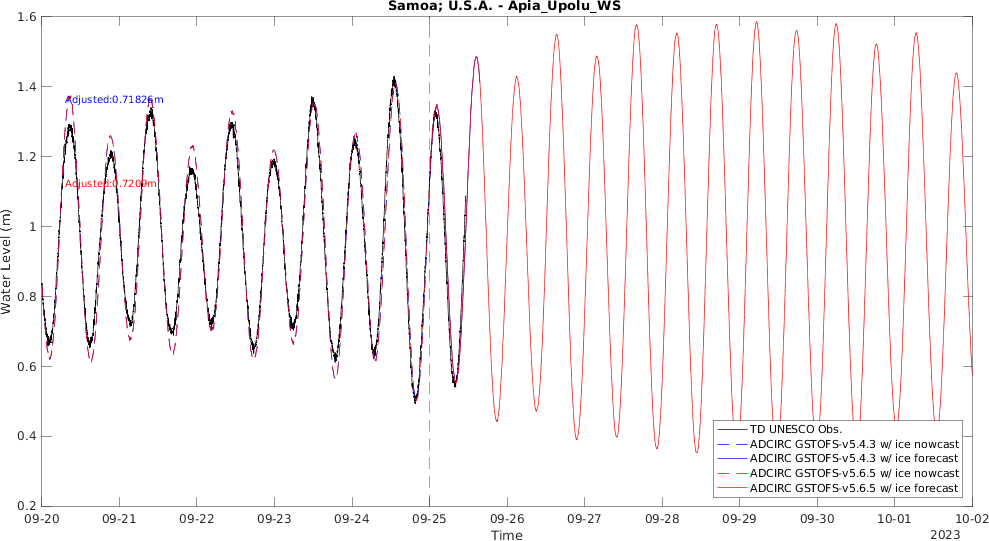 Samoa; U.S.A. - Apia_Upolu_WS
1.6
1.4
1.2
1
0.8
0.6
0.4
0.2
Water Level (m)
Adjusted:0.71826m
Adjusted:0.7209m
TD UNESCO Obs.
ADCIRC GSTOFS-v5.4.3 w/ ice nowcast
ADCIRC GSTOFS-v5.4.3 w/ ice forecast
ADCIRC GSTOFS-v5.6.5 w/ ice nowcast
ADCIRC GSTOFS-v5.6.5 w/ ice forecast
09-20 09-21 09-22 09-23 09-24 09-25 09-26 09-27 09-28 09-29 09-30 10-01 10-02
Time
2023